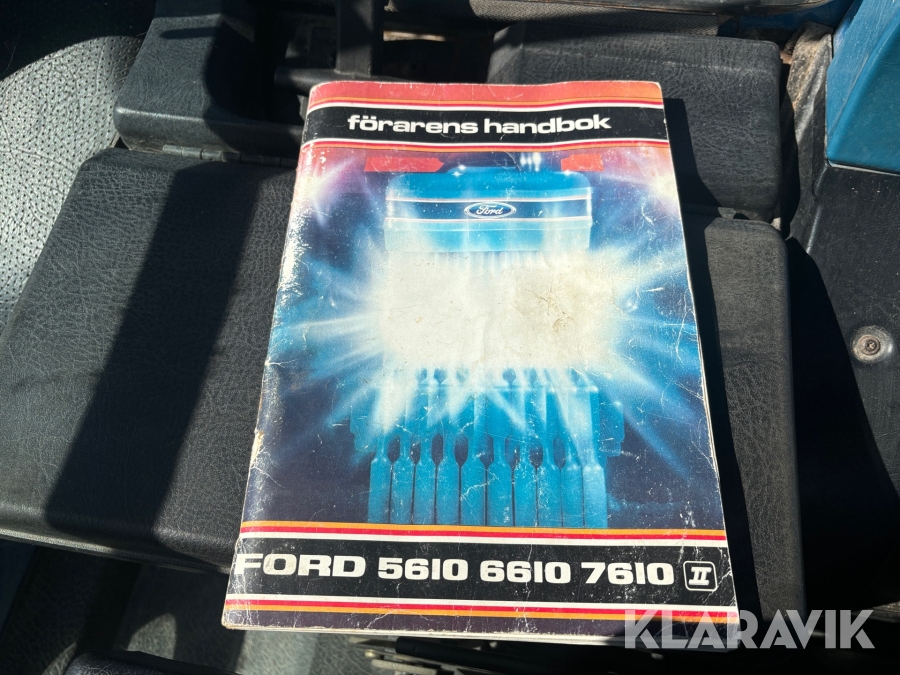 förarens handbok
Ford
FORD 5610 6610 7610 II
KLARAVIK